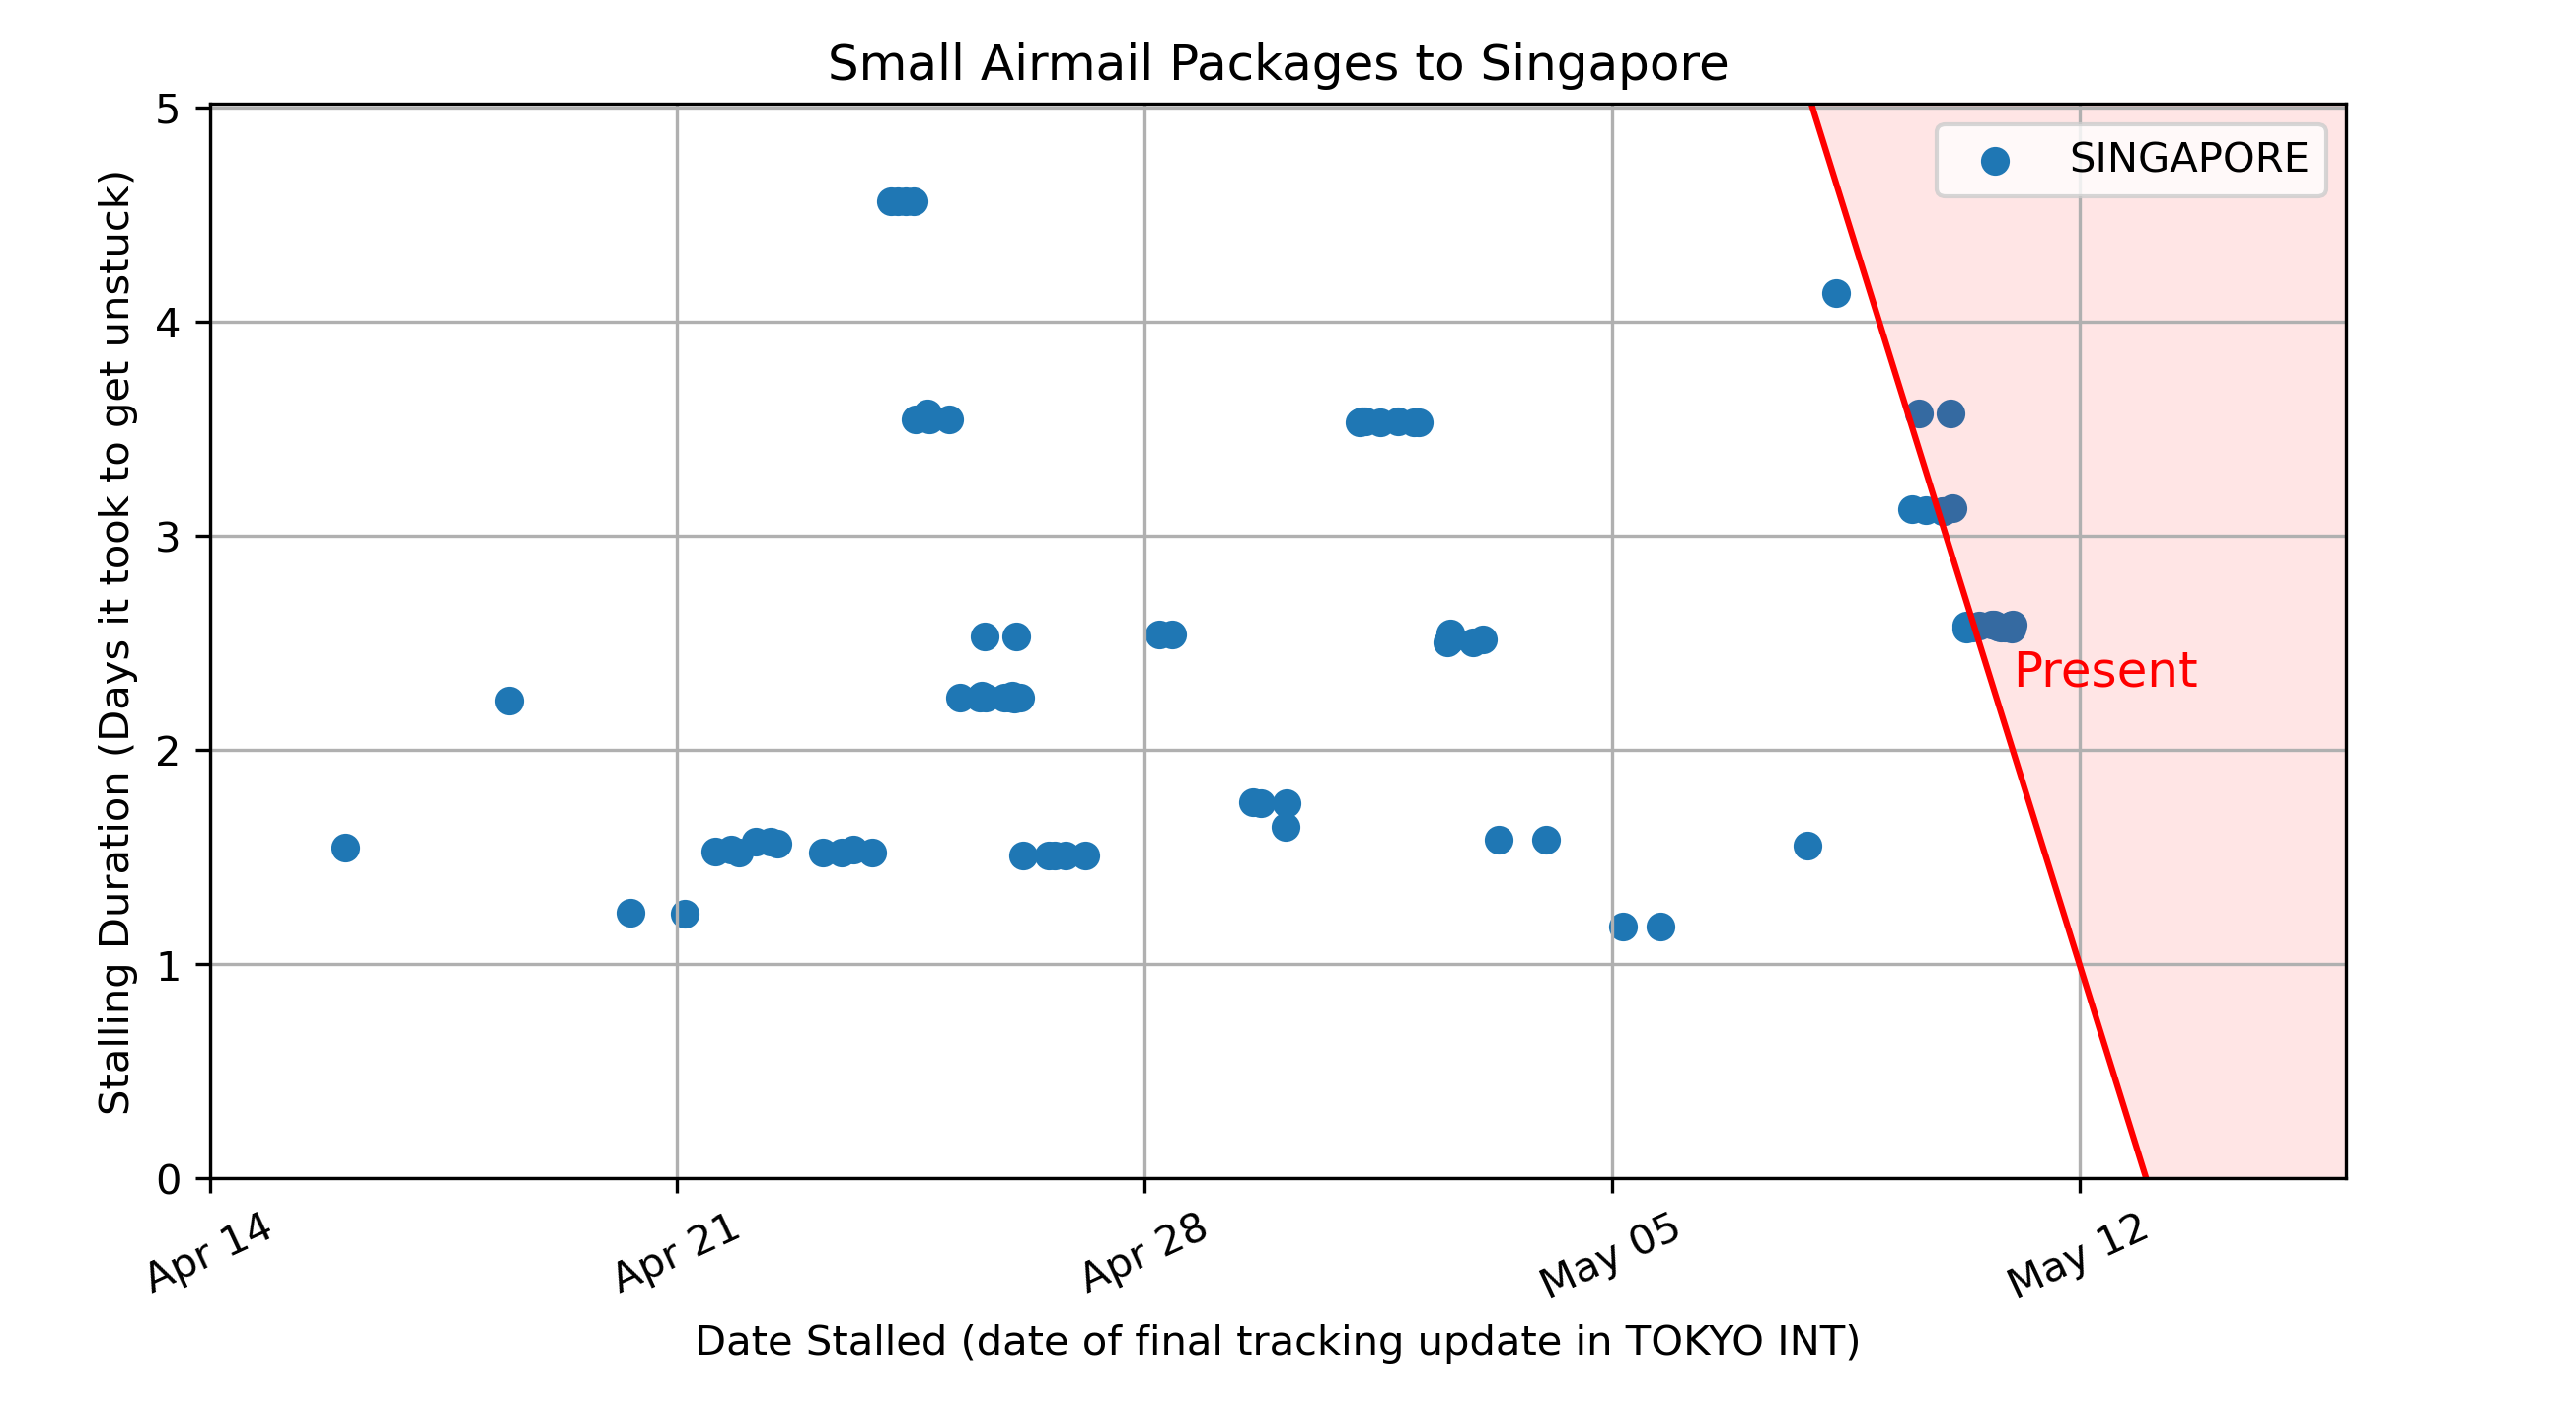 Small Airmail Packages to Singapore
SINGAPORE
Present
Stalling Duration (Days it took to get unstuck)
5
4
3
2
1
0
Apr 14
Apr 21
Apr 28
May 05
May 12
Date Stalled (date of final tracking update in TOKYO INT)